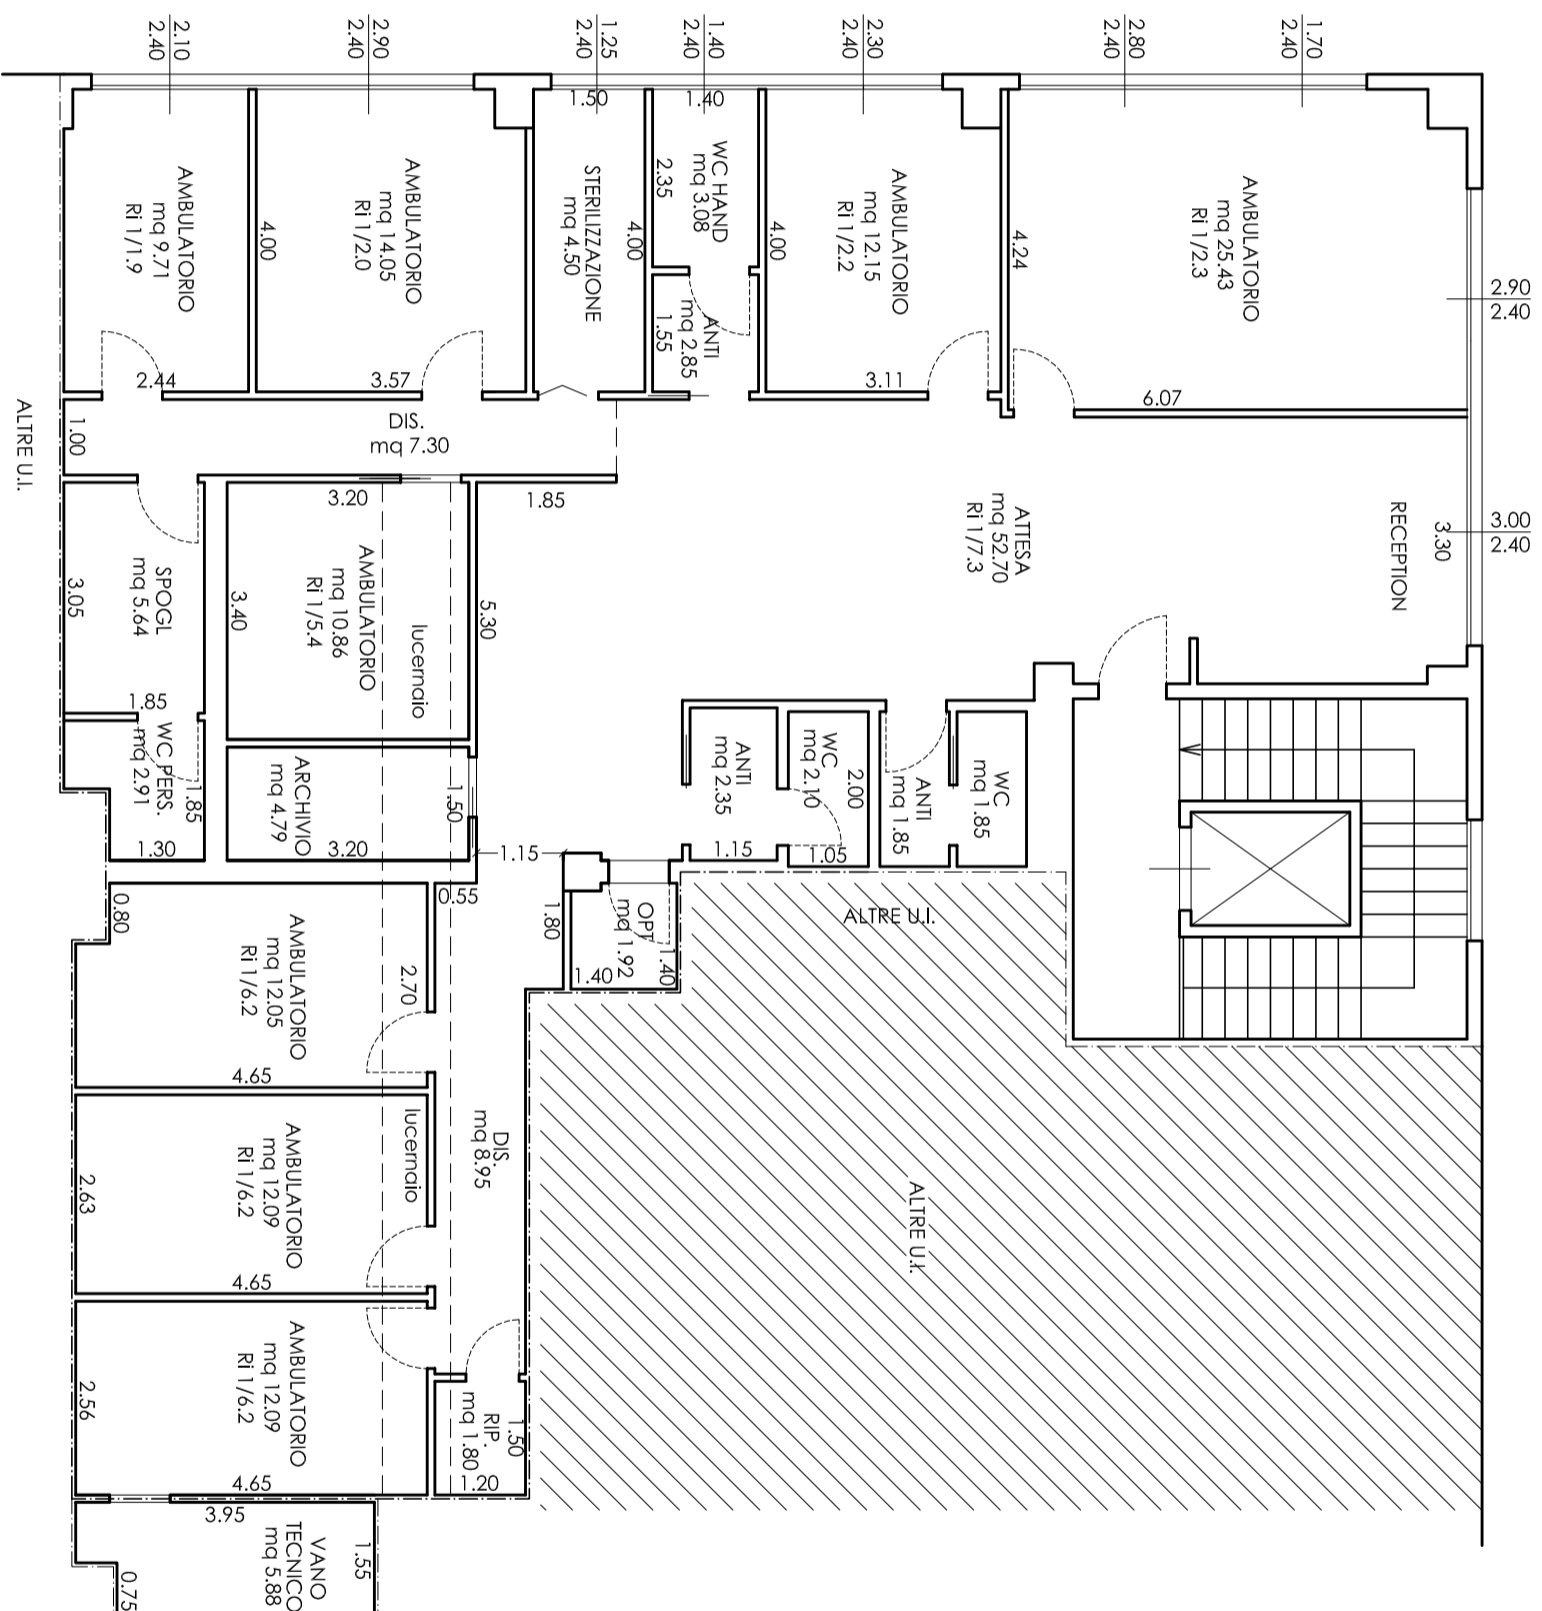 2.10
2.40
2.90
2.40
1.25
2.40
1.40
2.40
2.30
2.40
2.80
2.40
1.70
2.40
2.90
2.40
3.00
2.40
1.50
1.40
AMBULATORIO
mq 9.71
Ri 1/1.9
AMBULATORIO
mq 14.05
Ri 1/2.0
STERILIZZAZIONE
mq 4.50
WC HAND
mq 3.08
2.35
AMBULATORIO
mq 12.15
Ri 1/2.2
AMBULATORIO
mq 25.43
Ri 1/2.3
4.00
4.00
4.00
4.24
ANTI
mq 2.85
1.55
2.44
3.57
3.11
6.07
ALTRE U.I.
1.00
DIS.
mq 7.30
3.20
1.85
ATTESA
mq 52.70
Ri 1/7.3
RECEPTION
3.30
3.05
SPOGL
mq 5.64
3.40
AMBULATORIO
mq 10.86
Ri 1/5.4
lucernaio
5.30
1.85
WC PERS.
mq 2.91
1.85
1.30
ARCHIVIO
mq 4.79
1.50
3.20
1.15
ANTI
mq 2.35
1.15
WC
mq 2.10
2.00
1.05
ANTI
mq 1.85
WC
mq 1.85
0.80
0.55
1.80
OPT
mq 1.92
1.40
1.40
ALTRE U.I.
AMBULATORIO
mq 12.05
Ri 1/6.2
2.70
4.65
DIS.
mq 8.95
AMBULATORIO
mq 12.09
Ri 1/6.2
lucernaio
2.63
4.65
ALTRE U.I.
AMBULATORIO
mq 12.09
Ri 1/6.2
2.56
4.65
RIP.
mq 1.80
1.50
1.20
3.95
VANO
TECNICO
mq 5.88
1.55
0.75